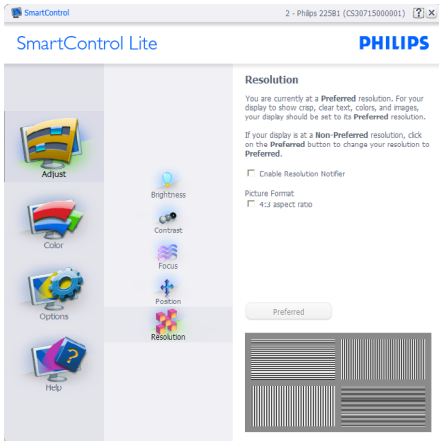 SmartControl
2 - Philips 225B1 (CS30715000001)
? ×
SmartControl Lite
PHILIPS
Adjust
Color
Options
? 
Help
Brightness
Contrast
Focus
Position
Resolution
Resolution
You are currently at a Preferred resolution. For your
display to show crisp, clear text, colors, and images,
your display should be set to its Preferred resolution.
If your display is at a Non-Preferred resolution, click
on the Preferred button to change your resolution to
Preferred.
Enable Resolution Notifier
Picture Format
4:3 aspect ratio
Preferred